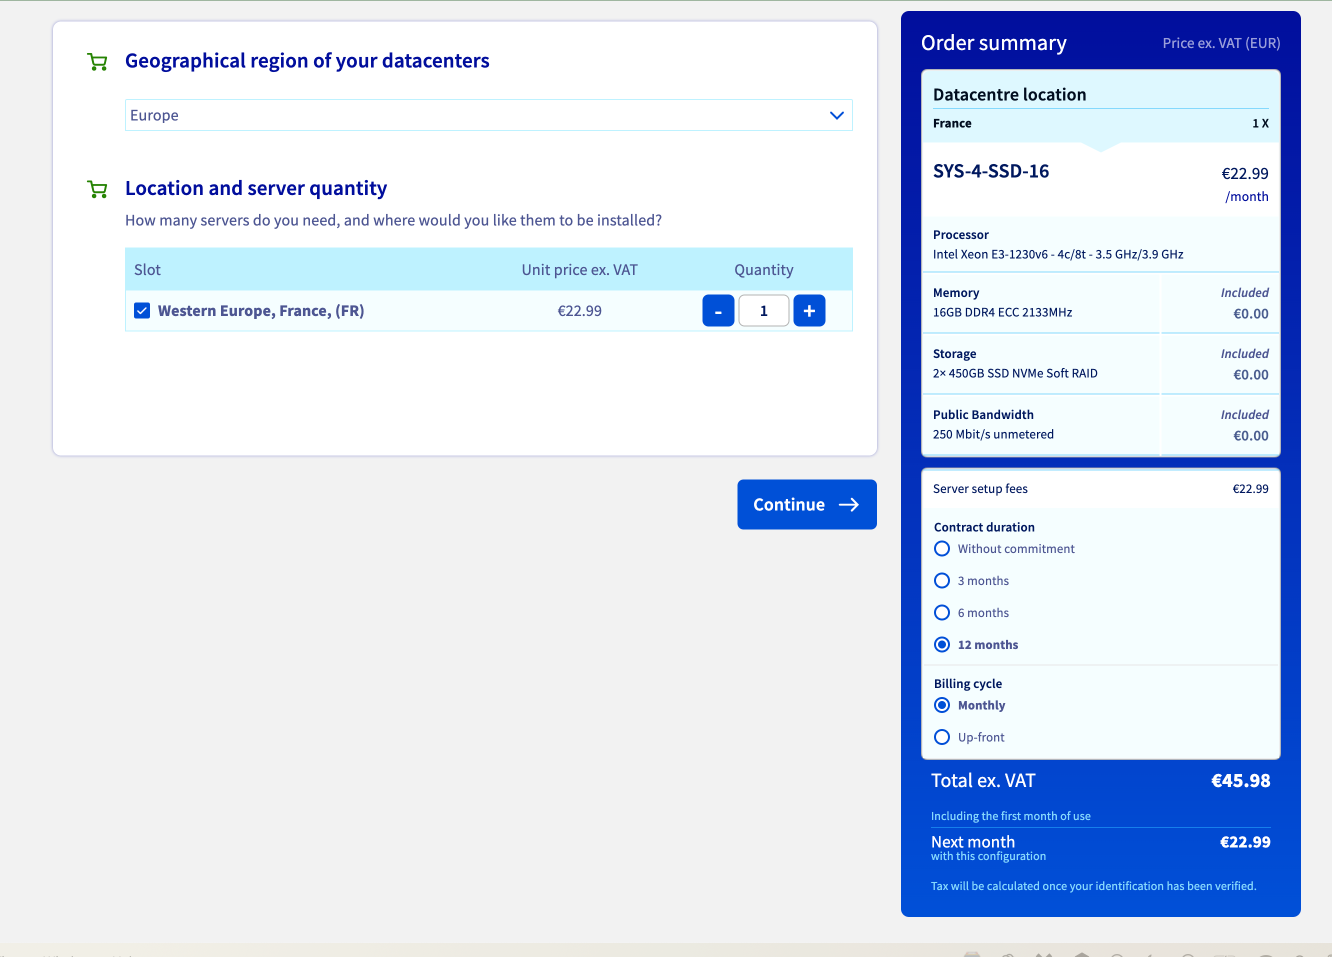 Geographical region of your datacenters
Europe
Location and server quantity
How many servers do you need, and where would you like them to be installed?
Slot Unit price ex. VAT Quantity
Western Europe, France, (FR) €22.99 - 1 +
Continue
Order summary Price ex. VAT (EUR)
Datacentre location
France 1 X
SYS-4-SSD-16 €22.99
/month
Processor
Intel Xeon E3-1230v6 - 4c/8t - 3.5 GHz/3.9 GHz
Memory Included
16GB DDR4 ECC 2133MHz €0.00
Storage Included
2× 450GB SSD NVMe Soft RAID €0.00
Public Bandwidth Included
250 Mbit/s unmetered €0.00
Server setup fees €22.99
Contract duration
Without commitment
3 months
6 months
12 months
Billing cycle
Monthly
Up-front
Total ex. VAT €45.98
Including the first month of use
Next month €22.99
with this configuration
Tax will be calculated once your identification has been verified.